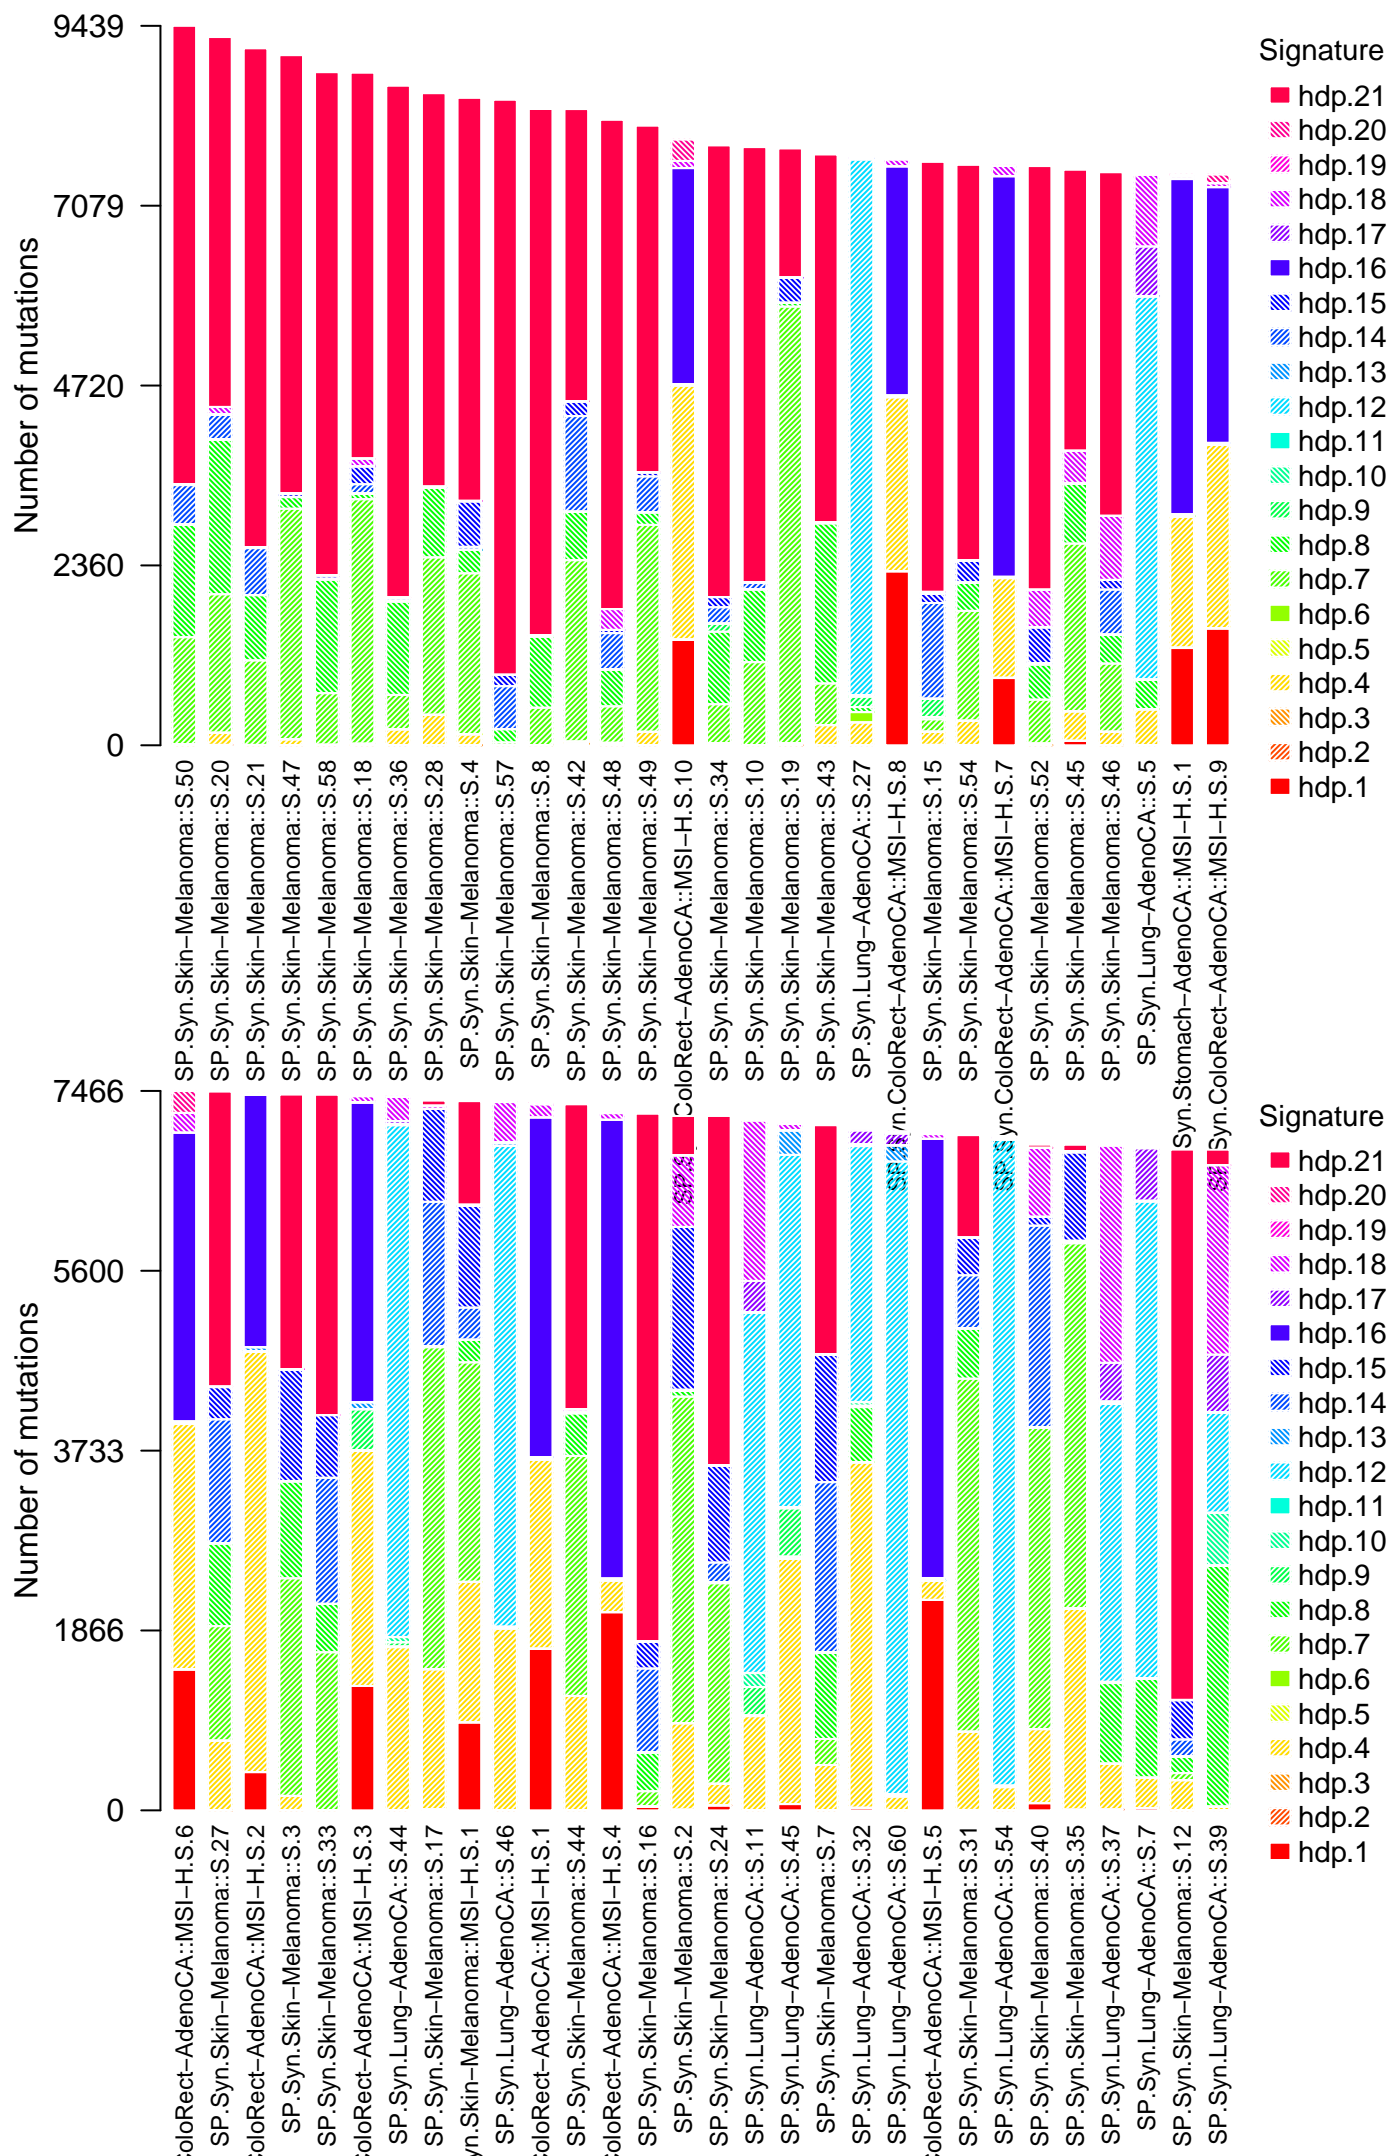 Number of mutations
9439
7079
4720
2360
0
SP.Syn.Skin−Melanoma::S.50
SP.Syn.Skin−Melanoma::S.20
SP.Syn.Skin−Melanoma::S.21
SP.Syn.Skin−Melanoma::S.47
SP.Syn.Skin−Melanoma::S.58
SP.Syn.Skin−Melanoma::S.18
SP.Syn.Skin−Melanoma::S.36
SP.Syn.Skin−Melanoma::S.28
SP.Syn.Skin−Melanoma::S.4
SP.Syn.Skin−Melanoma::S.57
SP.Syn.Skin−Melanoma::S.8
SP.Syn.Skin−Melanoma::S.42
SP.Syn.Skin−Melanoma::S.48
SP.Syn.Skin−Melanoma::S.49
ColoRect−AdenoCA::MSI−H.S.10
SP.Syn.Skin−Melanoma::S.34
SP.Syn.Skin−Melanoma::S.10
SP.Syn.Skin−Melanoma::S.19
SP.Syn.Skin−Melanoma::S.43
SP.Syn.Lung−AdenoCA::S.27
yn.ColoRect−AdenoCA::MSI−H.S.8
SP.Syn.Skin−Melanoma::S.15
SP.Syn.Skin−Melanoma::S.54
yn.ColoRect−AdenoCA::MSI−H.S.7
SP.Syn.Skin−Melanoma::S.52
SP.Syn.Skin−Melanoma::S.45
SP.Syn.Skin−Melanoma::S.46
SP.Syn.Lung−AdenoCA::S.5
Syn.Stomach−AdenoCA::MSI−H.S.1
Syn.ColoRect−AdenoCA::MSI−H.S.9
Signature
hdp.21
hdp.20
hdp.19
hdp.18
hdp.17
hdp.16
hdp.15
hdp.14
hdp.13
hdp.12
hdp.11
hdp.10
hdp.9
hdp.8
hdp.7
hdp.6
hdp.5
hdp.4
hdp.3
hdp.2
hdp.1
Number of mutations
7466
5600
3733
1866
0
oloRect−AdenoCA::MSI−H.S.6
SP.Syn.Skin−Melanoma::S.27
oloRect−AdenoCA::MSI−H.S.2
SP.Syn.Skin−Melanoma::S.3
SP.Syn.Skin−Melanoma::S.33
oloRect−AdenoCA::MSI−H.S.3
SP.Syn.Lung−AdenoCA::S.44
SP.Syn.Skin−Melanoma::S.17
yn.Skin−Melanoma::MSI−H.S.1
SP.Syn.Lung−AdenoCA::S.46
oloRect−AdenoCA::MSI−H.S.1
SP.Syn.Skin−Melanoma::S.44
oloRect−AdenoCA::MSI−H.S.4
SP.Syn.Skin−Melanoma::S.16
SP.Syn.Skin−Melanoma::S.2
SP.Syn.Skin−Melanoma::S.24
SP.Syn.Lung−AdenoCA::S.11
SP.Syn.Lung−AdenoCA::S.45
SP.Syn.Skin−Melanoma::S.7
SP.Syn.Lung−AdenoCA::S.32
SP.Syn.Lung−AdenoCA::S.60
oloRect−AdenoCA::MSI−H.S.5
SP.Syn.Skin−Melanoma::S.31
SP.Syn.Lung−AdenoCA::S.54
SP.Syn.Skin−Melanoma::S.40
SP.Syn.Skin−Melanoma::S.35
SP.Syn.Lung−AdenoCA::S.37
SP.Syn.Lung−AdenoCA::S.7
SP.Syn.Skin−Melanoma::S.12
SP.Syn.Lung−AdenoCA::S.39
Signature
hdp.21
hdp.20
hdp.19
hdp.18
hdp.17
hdp.16
hdp.15
hdp.14
hdp.13
hdp.12
hdp.11
hdp.10
hdp.9
hdp.8
hdp.7
hdp.6
hdp.5
hdp.4
hdp.3
hdp.2
hdp.1